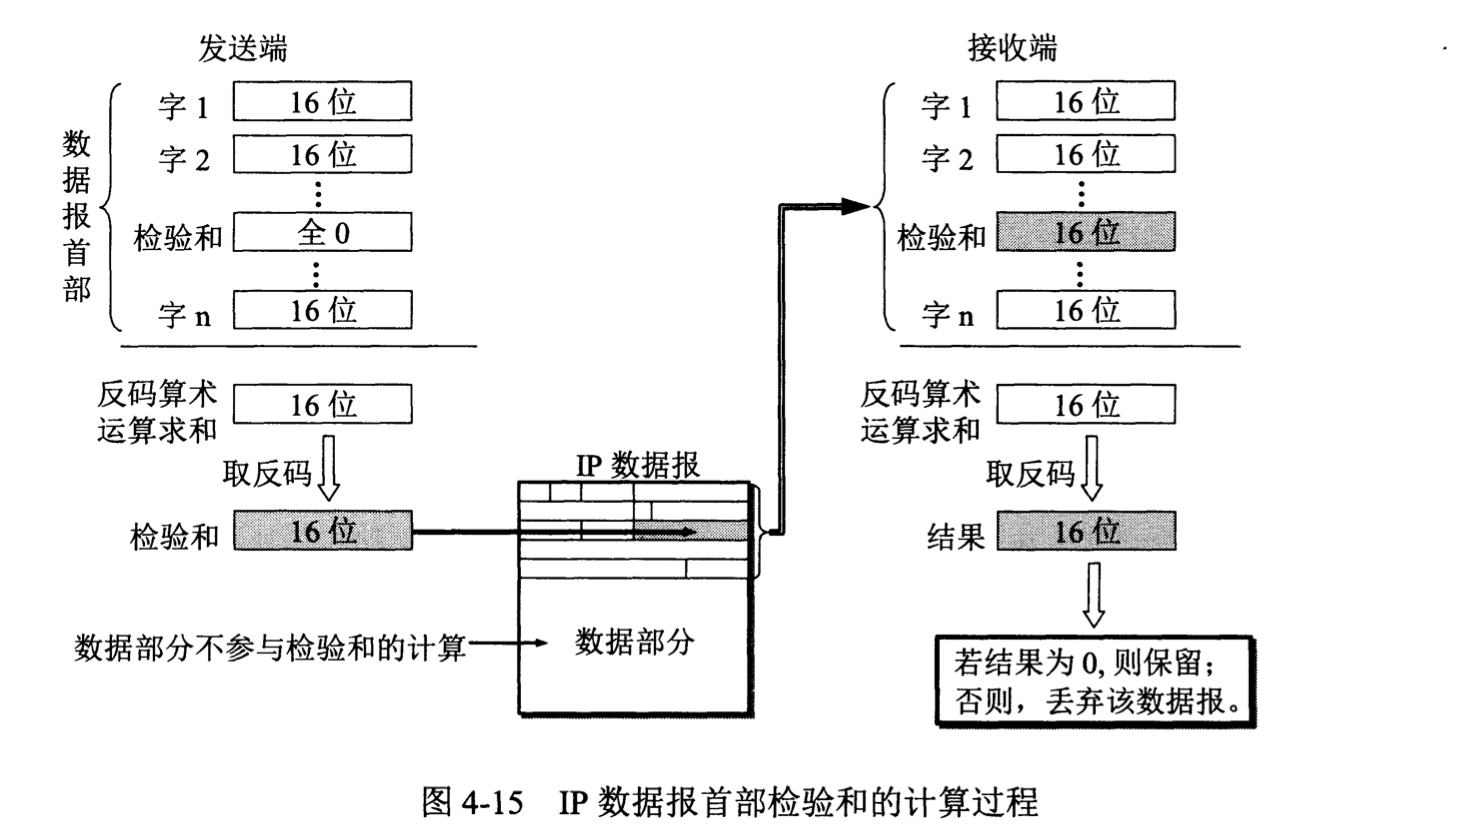 发送端
数据报首部
字 1 16 位
字 2 16 位
检验和 全 0
字 n 16 位
反码算术
运算求和
16 位
取反码
检验和 16 位
数据部分不参与检验和的计算
IP 数据报
数据部分
接收端
字 1 16 位
字 2 16 位
检验和 16 位
字 n 16 位
反码算术
运算求和
16 位
取反码
结果 16 位
若结果为 0, 则保留；
否则，丢弃该数据报。
图 4-15 IP 数据报首部检验和的计算过程